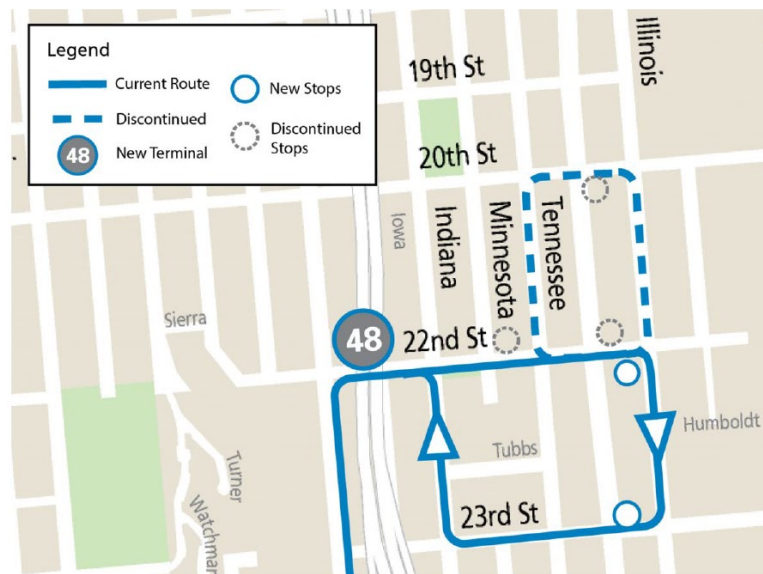 Legend
Current Route
New Stops
Discontinued
Discontinued
Stops
48
New Terminal
19th St
Illinois
20th St
Iowa
Indiana
Minnesota
Tennessee
Sierra
48
22nd St
Humboldt
Tubbs
Turner
Watchman
23rd St